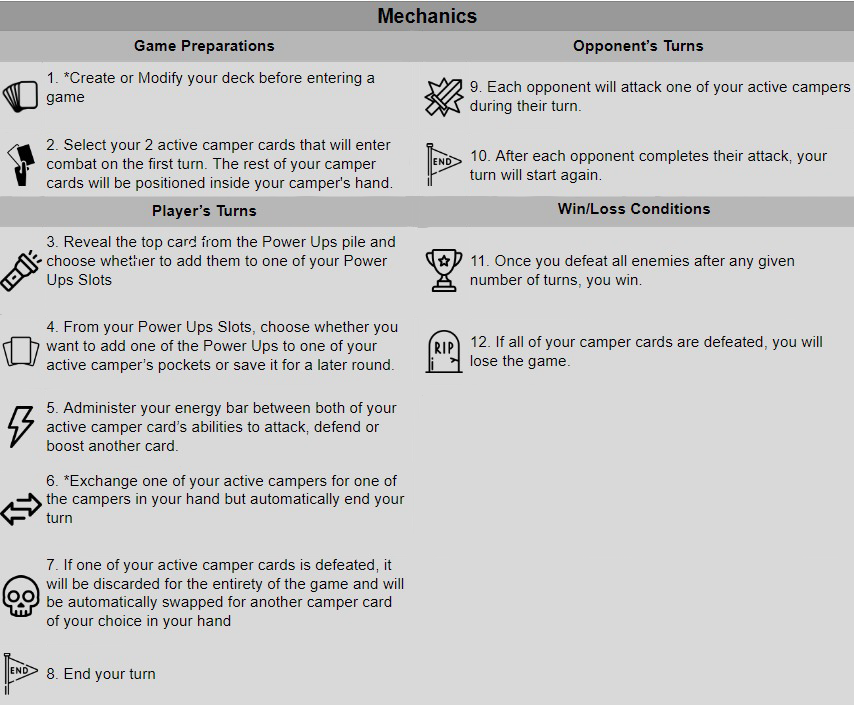 Mechanics
Game Preparations
1. *Create or Modify your deck before entering a
game
2. Select your 2 active camper cards that will enter
combat on the first turn. The rest of your camper
cards will be positioned inside your camper's hand.
Player's Turns
3. Reveal the top card from the Power Ups pile and
choose whether to add them to one of your Power
Ups Slots
4. From your Power Ups Slots, choose whether you
want to add one of the Power Ups to one of your
active camper's pockets or save it for a later round.
5. Administer your energy bar between both of your
active camper card's abilities to attack, defend or
boost another card.
6. *Exchange one of your active campers for one of
the campers in your hand but automatically end your
turn
7. If one of your active camper cards is defeated, it
will be discarded for the entirety of the game and will
be automatically swapped for another camper card
of your choice in your hand
END
8. End your turn
Opponent's Turns
9. Each opponent will attack one of your active campers
during their turn.
END
10. After each opponent completes their attack, your
turn will start again.
Win/Loss Conditions
11. Once you defeat all enemies after any given
number of turns, you win.
RIP
12. If all of your camper cards are defeated, you will
lose the game.